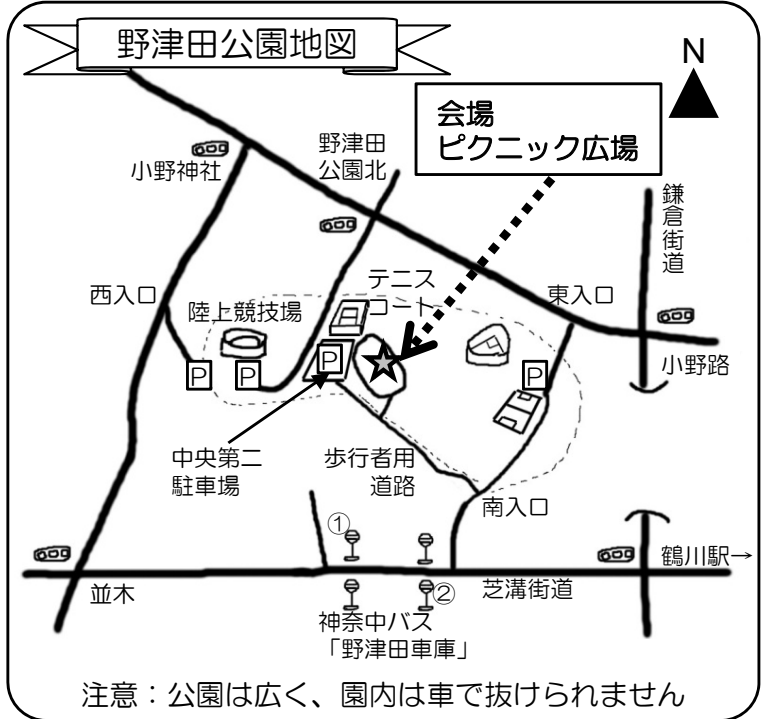 野津田公園地図
N
会場
ピクニック広場
野津田
公園北
小野神社
鎌倉街道
西入口
陸上競技場
テニス
コート
東入口
小野路
P
P
P
P
中央第二
駐車場
歩行者用
道路
南入口
①
鶴川駅→
並木
②
芝溝街道
神奈中バス
「野津田車庫」
注意：公園は広く、園内は車で抜けられません